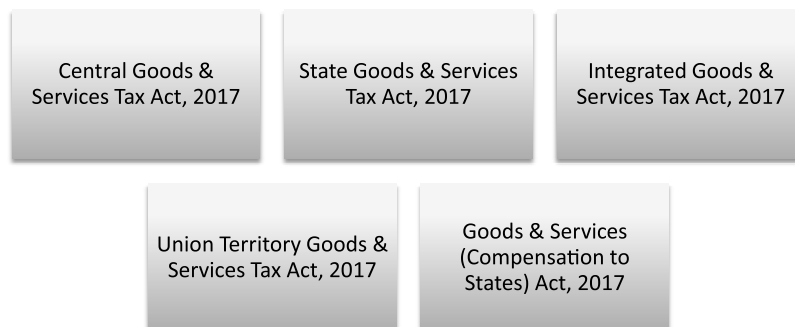 Central Goods &
Services Tax Act, 2017
State Goods & Services
Tax Act, 2017
Integrated Goods &
Services Tax Act, 2017
Union Territory Goods &
Services Tax Act, 2017
Goods & Services
(Compensation to
States) Act, 2017